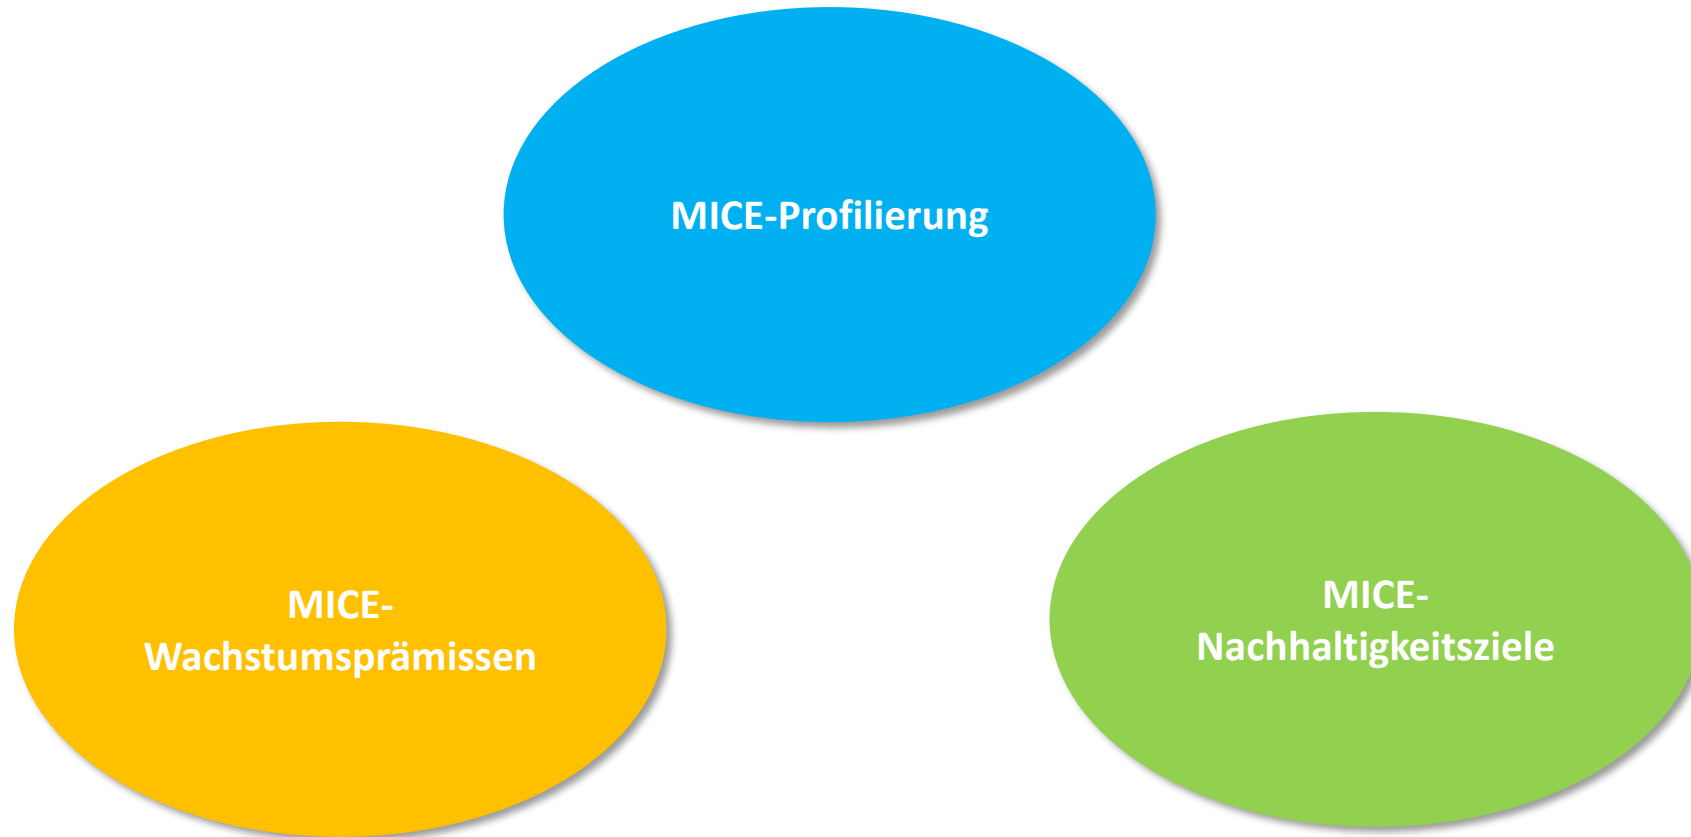 MICE-Profilierung
MICE-
Wachstumsprämissen
MICE-
Nachhaltigkeitsziele